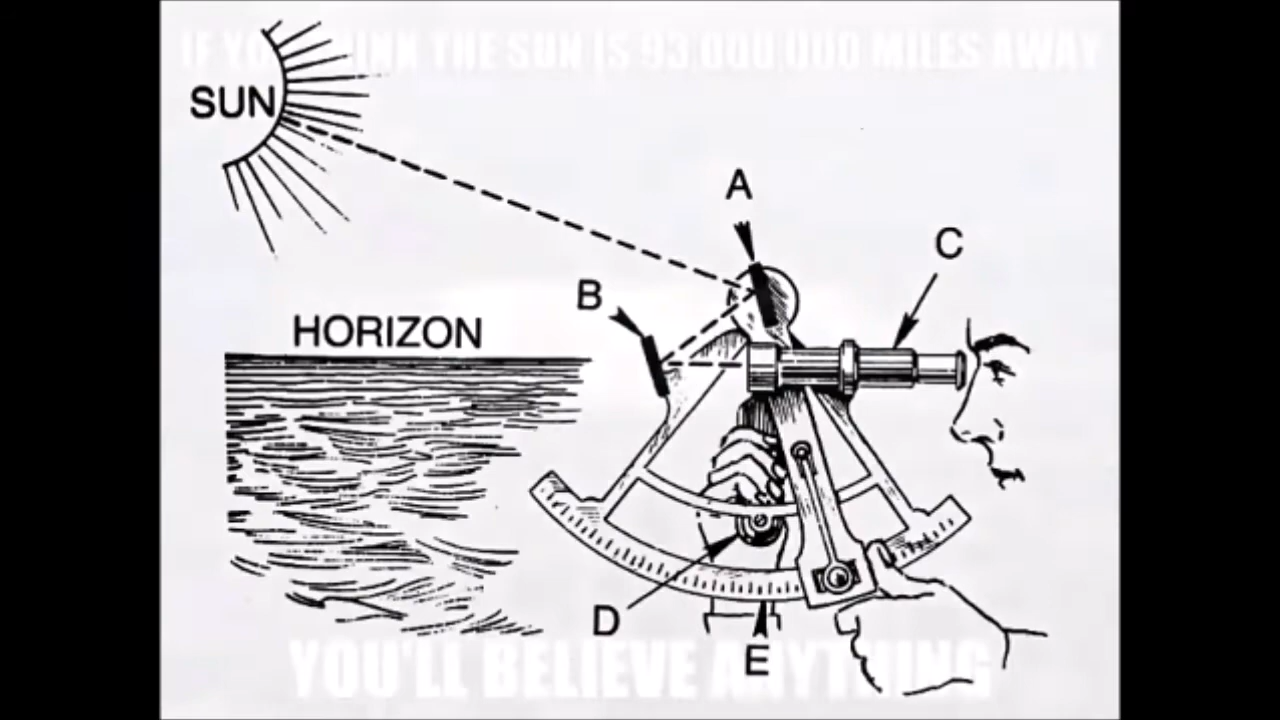 IF YOU THINK THE SUN IS 93,000,000 MILES AWAY
SUN
A
C
B
HORIZON
D
E
YOU'LL BELIEVE ANYTHING